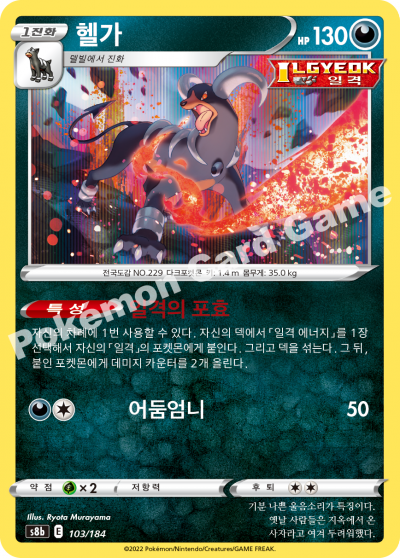 1진화
헬가
HP 130
델빌에서 진화
ILGYEOK
일격
전국도감 NO.229 다크포켓몬 키: 1.4 m 몸무게: 35.0 kg
특성
일격의 포효
자신의 차례에 1번 사용할 수 있다. 자신의 덱에서 「일격 에너지」를 1장
선택해서 자신의 「일격」의 포켓몬에게 붙인다. 그리고 덱을 섞는다. 그 뒤,
붙인 포켓몬에게 데미지 카운터를 2개 올린다.
어둠엄니 50
약점 ×2 저항력 후퇴
Illus. Ryota Murayama
s8b E 103/184
기분 나쁜 울음소리가 특징이다.
옛날 사람들은 지옥에서 온
사자라고 여겨 두려워했다.
©2022 Pokémon/Nintendo/Creatures/GAME FREAK.
Pokémon Card Game